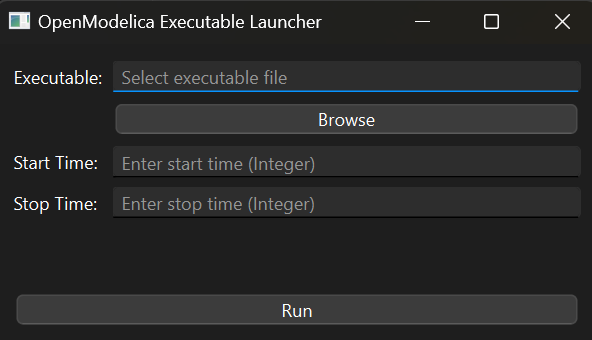 OpenModelica Executable Launcher
Executable: Select executable file
Browse
Start Time: Enter start time (Integer)
Stop Time: Enter stop time (Integer)
Run